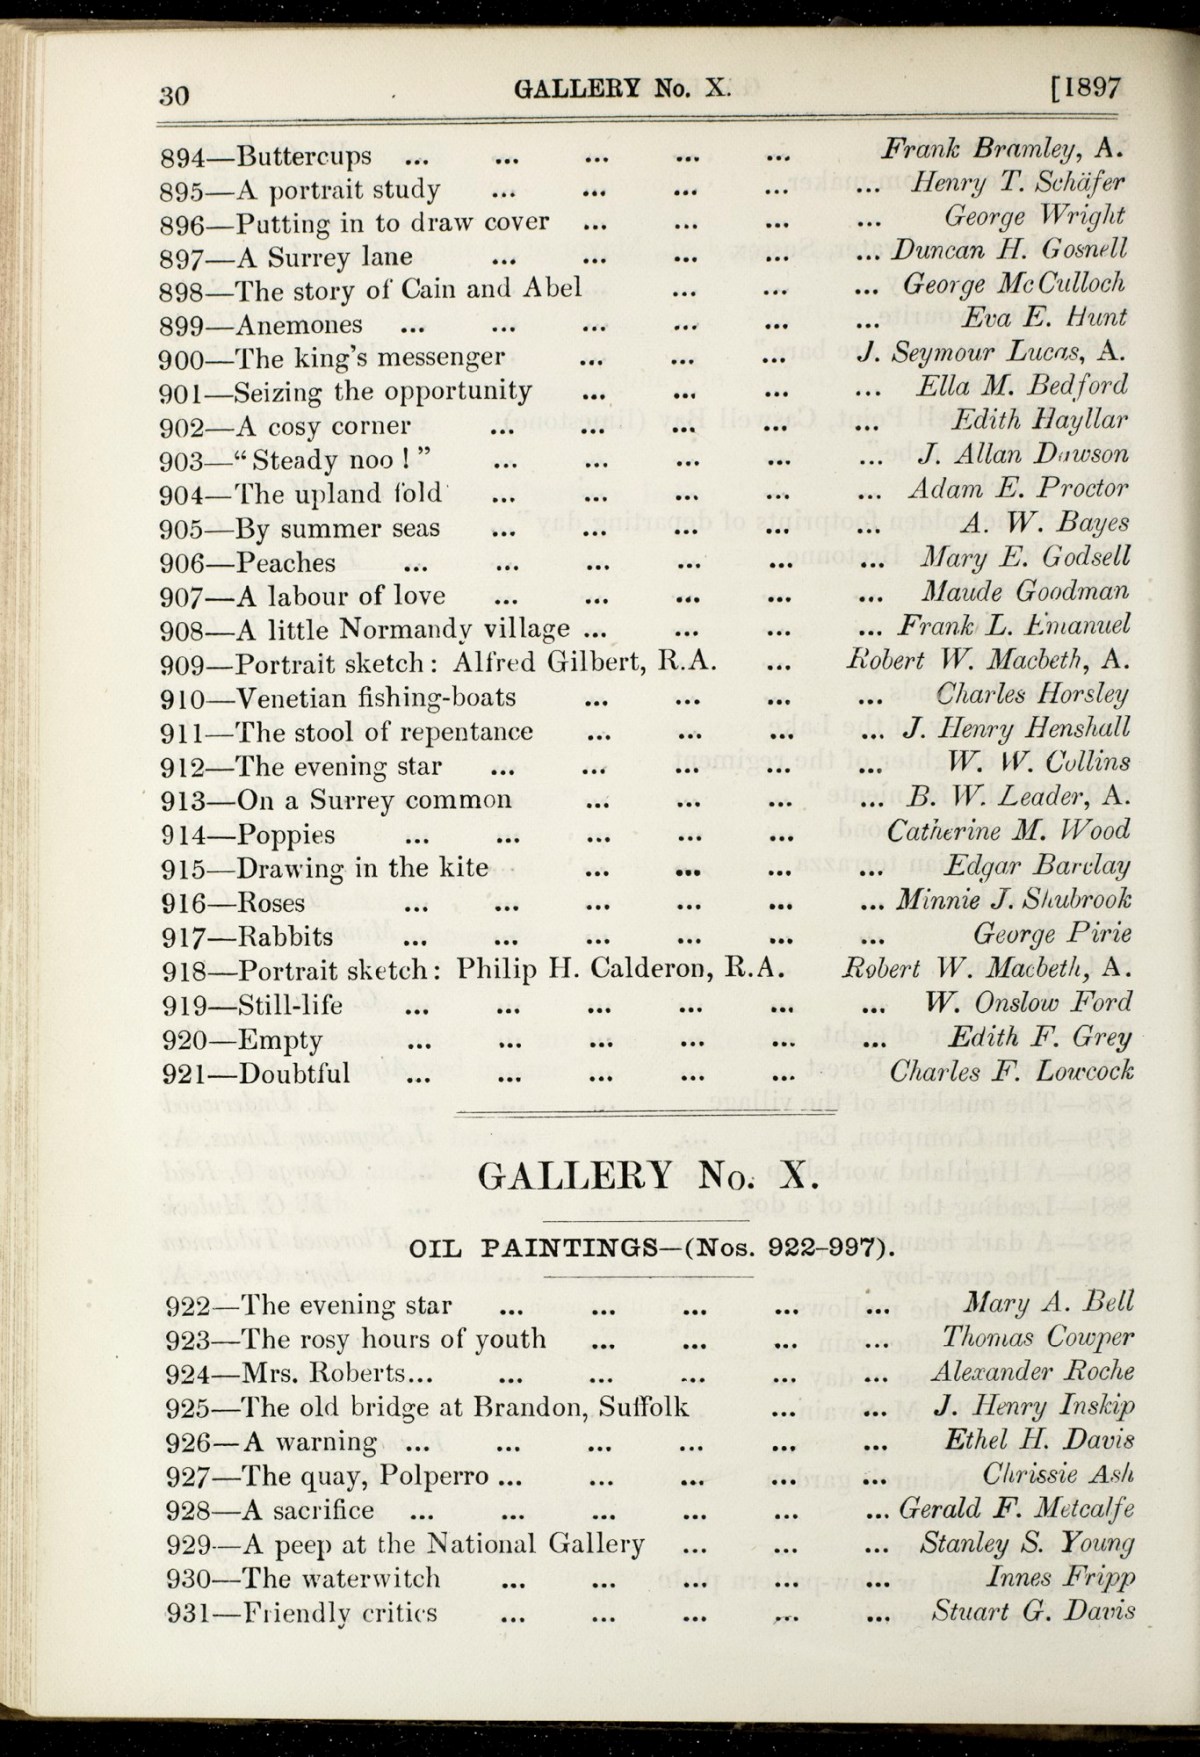 30 GALLERY No. X. [1897
894—Buttercups ... ... ... ... ... Frank Bramley, A.
895—A portrait study ... ... ... ... ... Henry T. Schäfer
896—Putting in to draw cover ... ... ... ... George Wright
897—A Surrey lane ... ... ... ... ... Duncan H. Gosnell
898—The story of Cain and Abel ... ... ... George McCulloch
899—Anemones ... ... ... ... ... ... Eva E. Hunt
900—The king's messenger ... ... ... J. Seymour Lucas, A.
901—Seizing the opportunity ... ... ... ... Ella M. Bedford
902—A cosy corner ... ... ... ... ... Edith Hayllar
903—“Steady noo!” ... ... ... ... ... J. Allan Dawson
904—The upland fold ... ... ... ... ... Adam E. Proctor
905—By summer seas ... ... ... ... ... A. W. Bayes
906—Peaches ... ... ... ... ... ... Mary E. Godsell
907—A labour of love ... ... ... ... ... Maude Goodman
908—A little Normandy village ... ... ... ... Frank L. Emanuel
909—Portrait sketch: Alfred Gilbert, R.A. ... Robert W. Macbeth, A.
910—Venetian fishing-boats ... ... ... ... Charles Horsley
911—The stool of repentance ... ... ... ... J. Henry Henshall
912—The evening star ... ... ... ... ... W. W. Collins
913—On a Surrey common ... ... ... ... B. W. Leader, A.
914—Poppies ... ... ... ... ... Catherine M. Wood
915—Drawing in the kite ... ... ... ... Edgar Barclay
916—Roses ... ... ... ... ... ... Minnie J. Shubrook
917—Rabbits ... ... ... ... ... ... George Pirie
918—Portrait sketch: Philip H. Calderon, R.A. Robert W. Macbeth, A.
919—Still-life ... ... ... ... ... ... W. Onslow Ford
920—Empty ... ... ... ... ... ... Edith F. Grey
921—Doubtful ... ... ... ... ... Charles F. Lowcock
GALLERY No. X.
OIL PAINTINGS—(Nos. 922-997).
922—The evening star ... ... ... ... ... Mary A. Bell
923—The rosy hours of youth ... ... ... ... Thomas Cowper
924—Mrs. Roberts... ... ... ... ... ... Alexander Roche
925—The old bridge at Brandon, Suffolk ... ... J. Henry Inskip
926—A warning ... ... ... ... ... ... Ethel H. Davis
927—The quay, Polperro ... ... ... ... ... Chrissie Ash
928—A sacrifice ... ... ... ... ... ... Gerald F. Metcalfe
929—A peep at the National Gallery ... ... ... Stanley S. Young
930—The waterwitch ... ... ... ... ... Innes Fripp
931—Friendly critics ... ... ... ... ... Stuart G. Davis